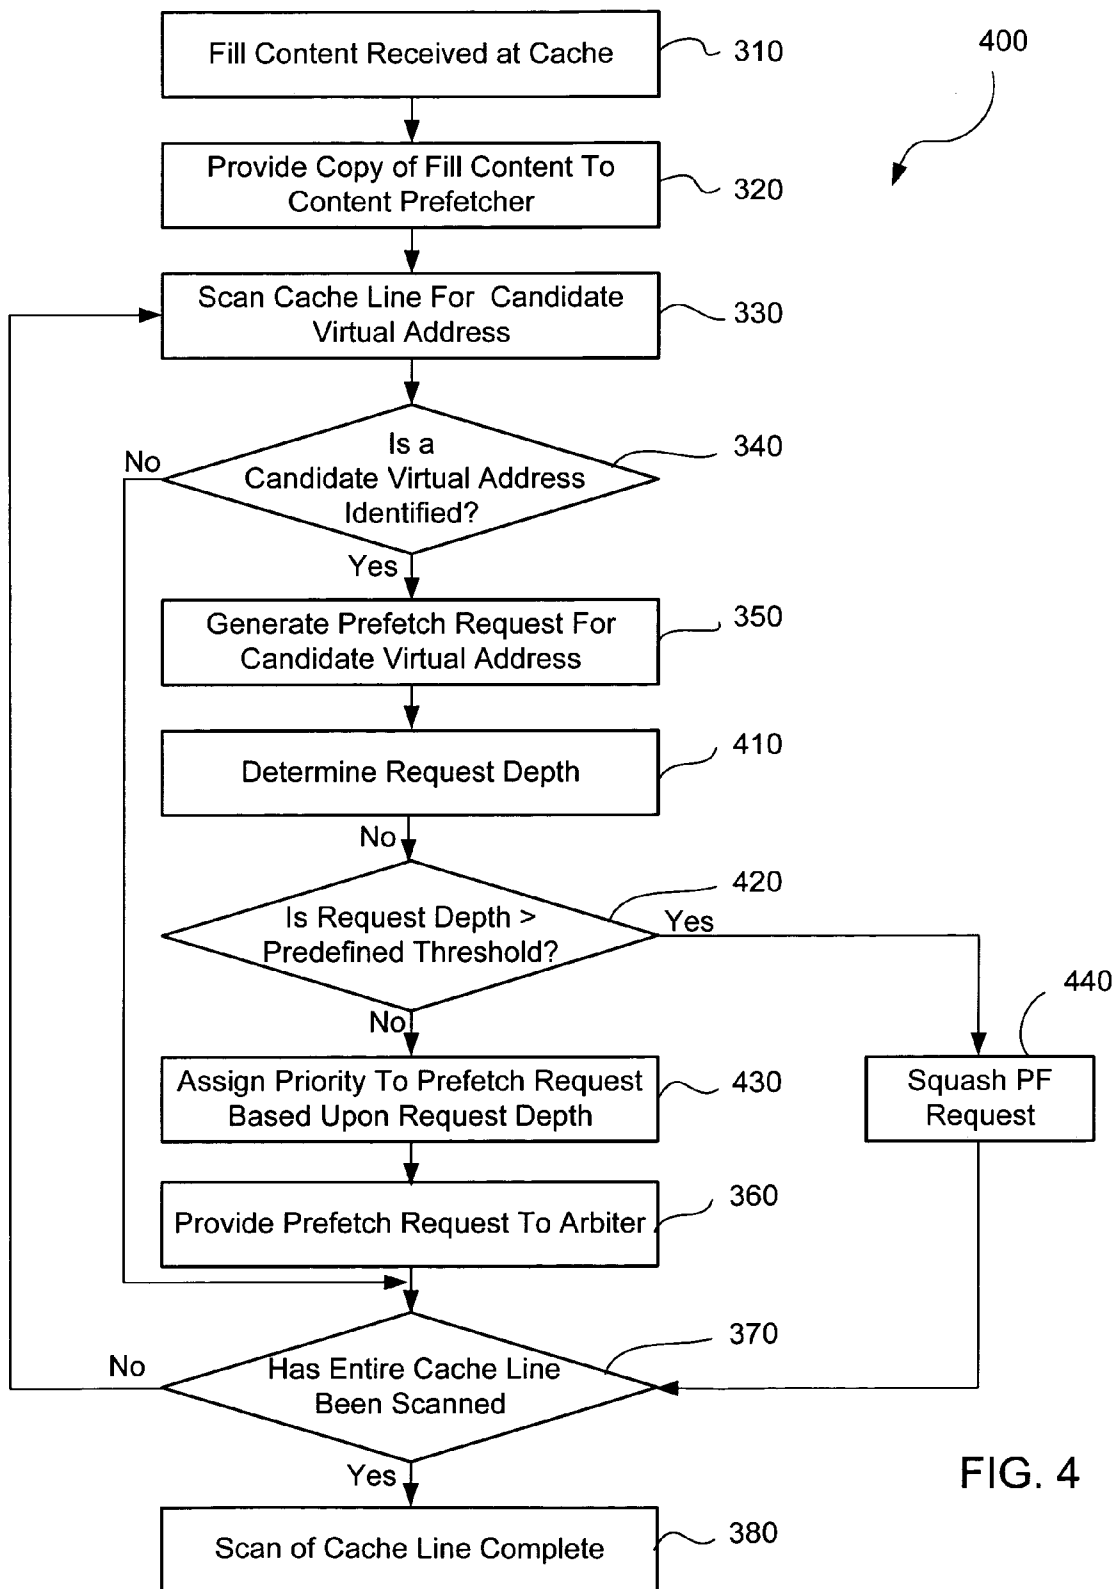 Fill Content Received at Cache
310
400
Provide Copy of Fill Content To
Content Prefetcher
320
Scan Cache Line For Candidate
Virtual Address
330
Is a
Candidate Virtual Address
Identified?
340
No
Yes
Generate Prefetch Request For
Candidate Virtual Address
350
Determine Request Depth
410
No
Is Request Depth >
Predefined Threshold?
420
Yes
No
440
Assign Priority To Prefetch Request
Based Upon Request Depth
430
Squash PF
Request
Provide Prefetch Request To Arbiter
360
Has Entire Cache Line
Been Scanned
370
No
Yes
FIG. 4
Scan of Cache Line Complete
380